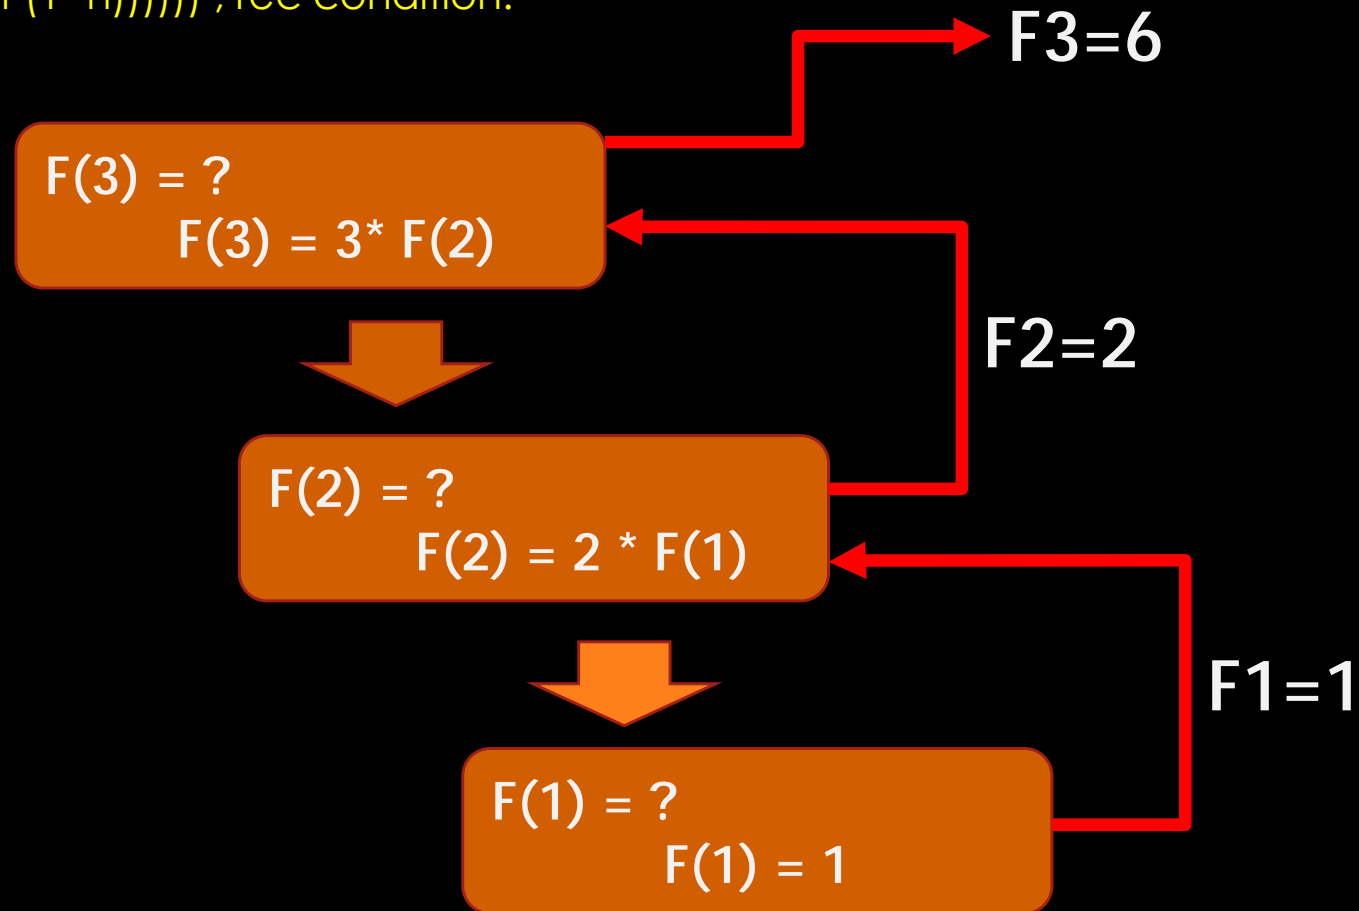 F3=6
F(3) = ?
F(3) = 3* F(2)
F2=2
F(2) = ?
F(2) = 2 * F(1)
F1=1
F(1) = ?
F(1) = 1